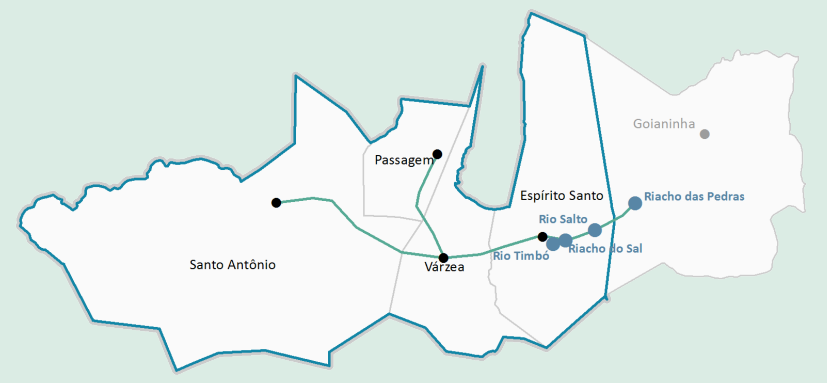 Goianinha
Passagem
Espírito Santo
Riacho das Pedras
Rio Salto
Riacho do Sal
Rio Timbó
Santo Antônio
Várzea